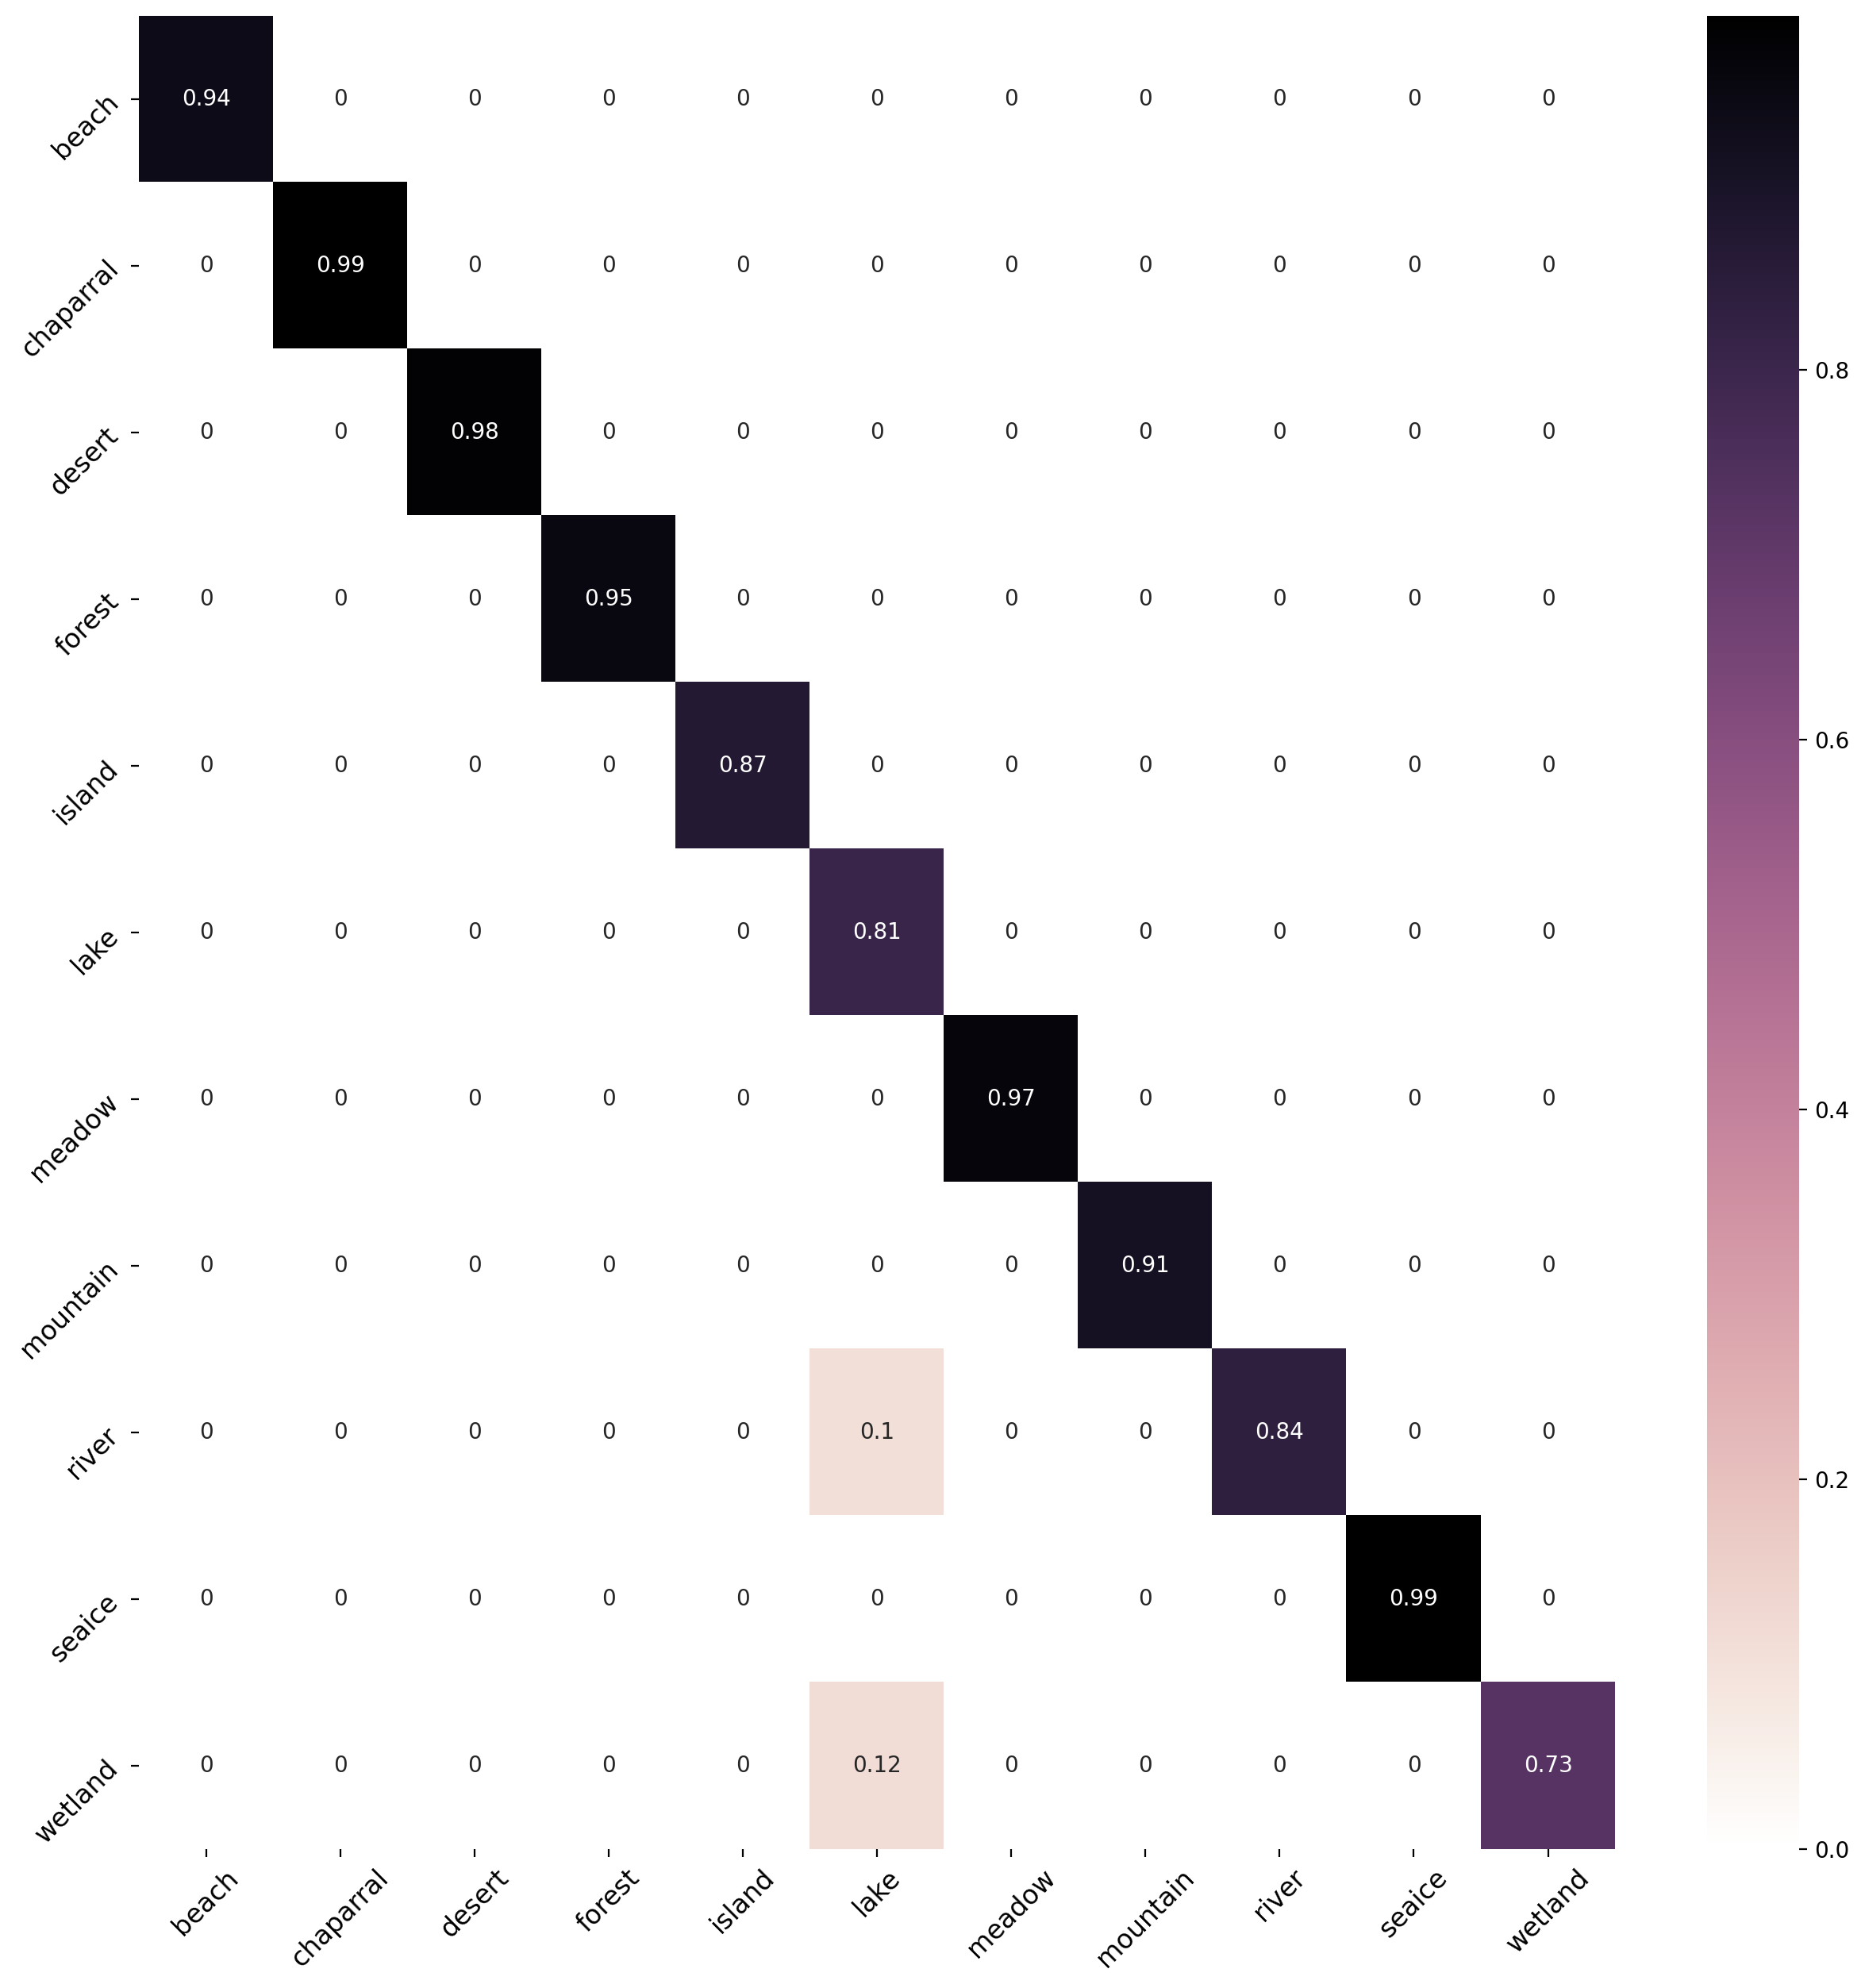 beach 0.94 0 0 0 0 0 0 0 0 0 0
chaparral 0 0.99 0 0 0 0 0 0 0 0 0
desert 0 0 0.98 0 0 0 0 0 0 0 0
forest 0 0 0 0.95 0 0 0 0 0 0 0
island 0 0 0 0 0.87 0 0 0 0 0 0
lake 0 0 0 0 0 0.81 0 0 0 0 0
meadow 0 0 0 0 0 0 0.97 0 0 0 0
mountain 0 0 0 0 0 0 0 0.91 0 0 0
river 0 0 0 0 0 0.1 0 0 0.84 0 0
seaice 0 0 0 0 0 0 0 0 0 0.99 0
wetland 0 0 0 0 0 0.12 0 0 0 0 0.73
beach chaparral desert forest island lake meadow mountain river seaice wetland
0.8
0.6
0.4
0.2
0.0